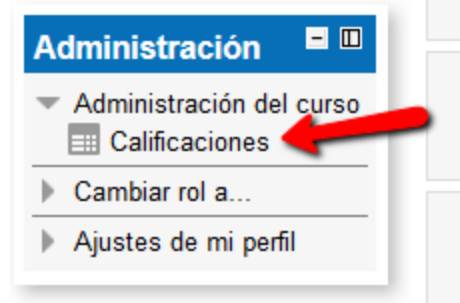 Administración
Administración del curso
Calificaciones
Cambiar rol a...
Ajustes de mi perfil